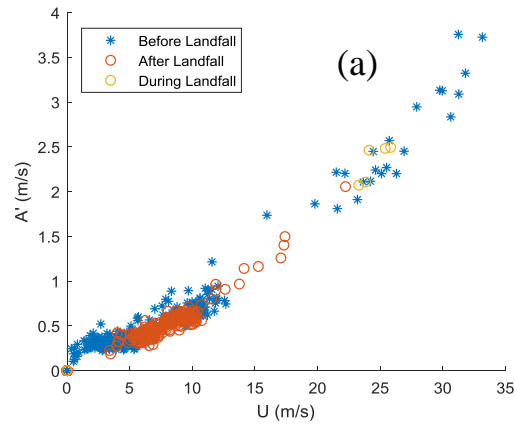 4
3.5
3
2.5
2
1.5
1
0.5
0
A' (m/s)
Before Landfall
After Landfall
During Landfall
(a)
0 5 10 15 20 25 30 35
U (m/s)